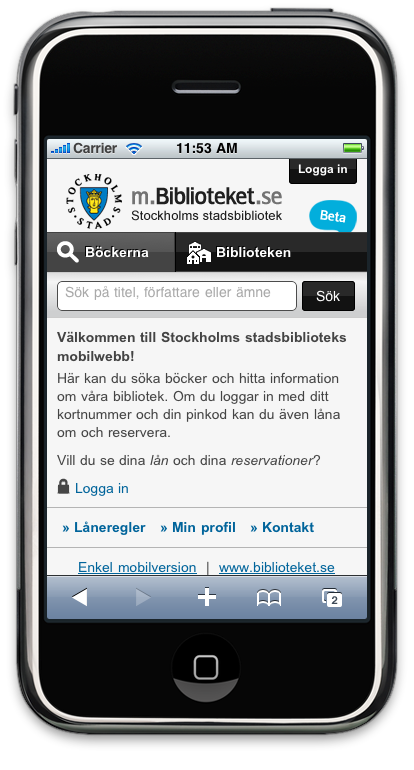 Carrier 11:53 AM
Logga in
STOCKHOLMS STAD
m.Biblioteket.se
Stockholms stadsbibliotek
Beta
Böckerna Biblioteken
Sök på titel, författare eller ämne Sök
Välkommen till Stockholms stadsbiblioteks
mobilwebb!
Här kan du söka böcker och hitta information
om våra bibliotek. Om du loggar in med ditt
kortnummer och din pinkod kan du även låna
om och reservera.
Vill du se dina lån och dina reservationer?
Logga in
» Låneregler » Min profil » Kontakt
Enkel mobilversion | www.biblioteket.se
2